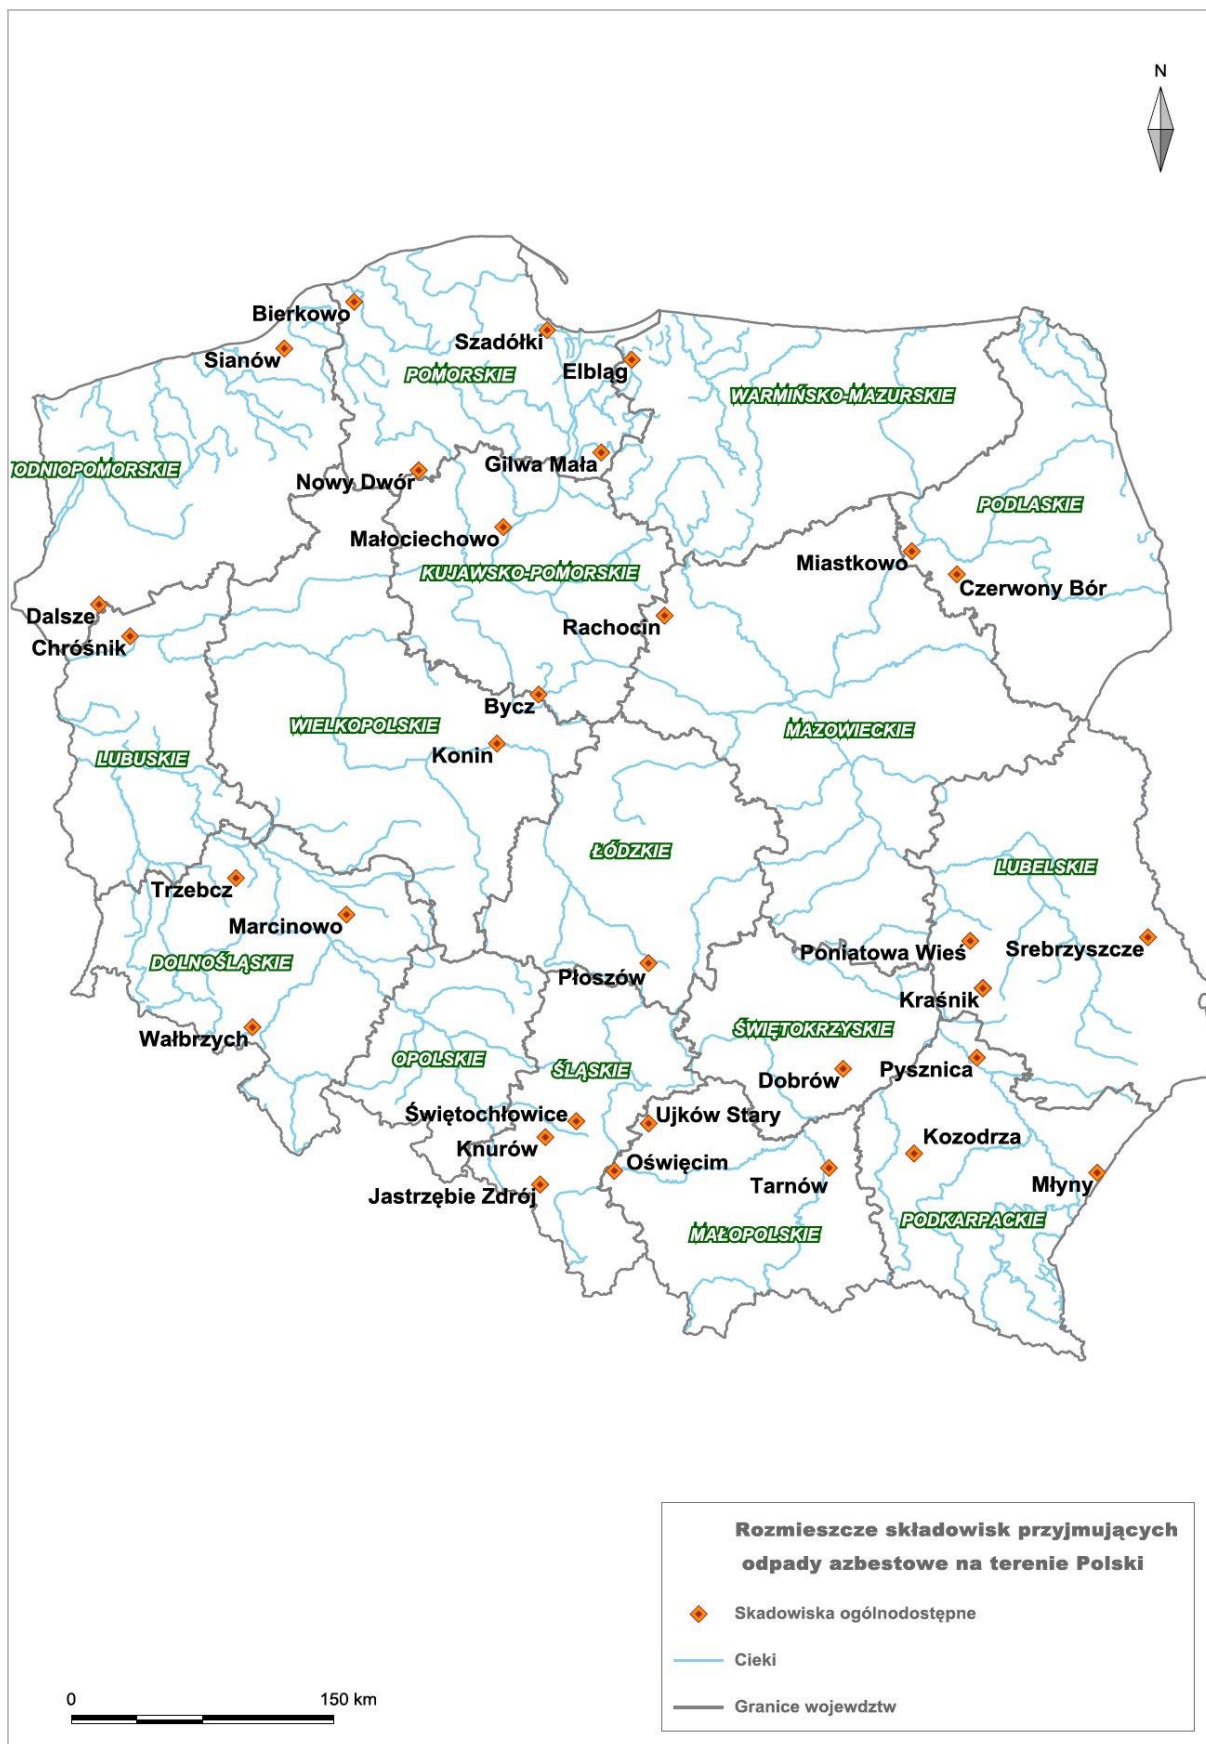 N
Bierkowo
Szadółki
Sianów
Elbląg
POMORSKIE
WARMIŃSKO-MAZURSKIE
ODNIOPOMORSKIE
Gilwa Mała
Nowy Dwór
PODLASKIE
Małociechowo
Miastkowo
KUJAWSKO-POMORSKIE
Czerwony Bór
Dalsze
Rachocin
Chróśnik
Bycz
WIELKOPOLSKIE
MAZOWIECKIE
Konin
LUBUSKIE
ŁÓDZKIE
LUBELSKIE
Trzebcz
Marcinowo
Poniatowa Wieś
Srebrzyszcze
DOLNOŚLĄSKIE
Płoszów
Kraśnik
Wałbrzych
ŚWIĘTOKRZYSKIE
OPOLSKIE
ŚLĄSKIE
Pysznica
Dobrów
Świętochłowice
Ujków Stary
Knurów
Kozodrza
Oświęcim
Jastrzębie Zdrój
Tarnów
Młyny
MAŁOPOLSKIE
PODKARPACKIE
Rozmieszcze składowisk przyjmujących
odpady azbestowe na terenie Polski
Skadowiska ogólnodostępne
Cieki
Granice wojewdztw
0 150 km